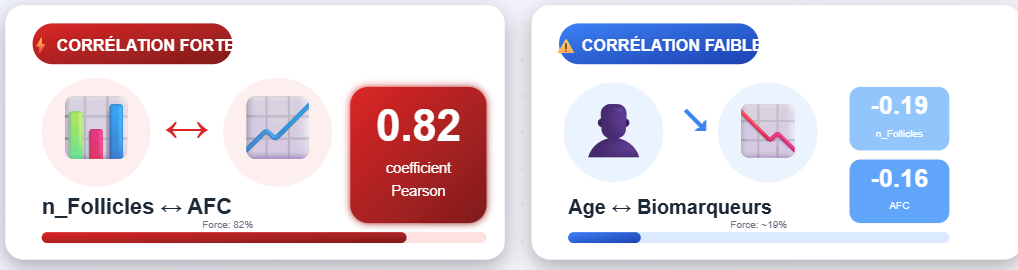 CORRÉLATION FORTE
0.82
coefficient
Pearson
n_Follicles ↔ AFC
Force: 82%
CORRÉLATION FAIBLE
-0.19
n_Follicles
-0.16
AFC
Age ↔ Biomarqueurs
Force: ~19%